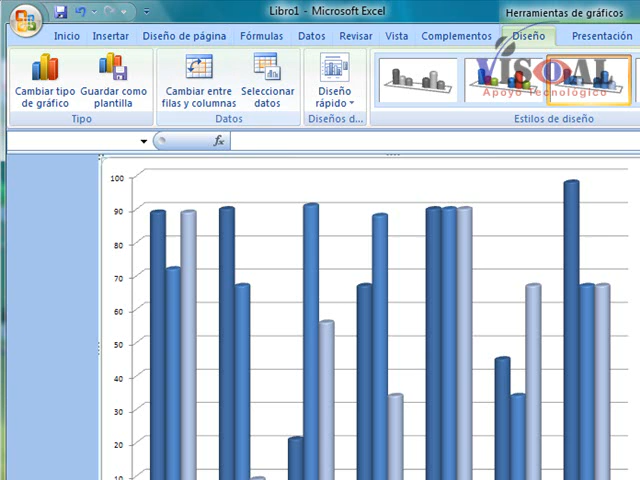 Libro1 - Microsoft Excel
Herramientas de gráficos
Inicio Insertar Diseño de página Fórmulas Datos Revisar Vista Complementos Diseño Presentación
Cambiar tipo de gráfico
Guardar como plantilla
Cambiar entre filas y columnas
Seleccionar datos
Diseño rápido
VISOAL
Apoyo Tecnológico
Tipo Datos Diseños d... Estilos de diseño
fx
100
90
80
70
60
50
40
30
20
10